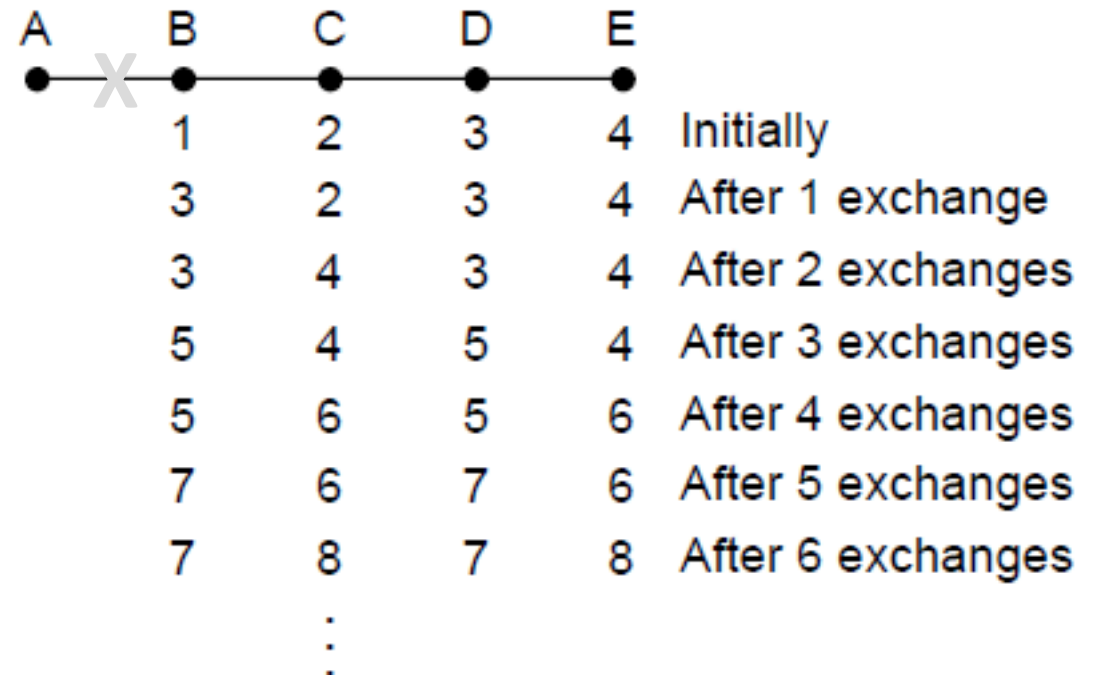 A B C D E
X
1 2 3 4 Initially
3 2 3 4 After 1 exchange
3 4 3 4 After 2 exchanges
5 4 5 4 After 3 exchanges
5 6 5 6 After 4 exchanges
7 6 7 6 After 5 exchanges
7 8 7 8 After 6 exchanges
⋮